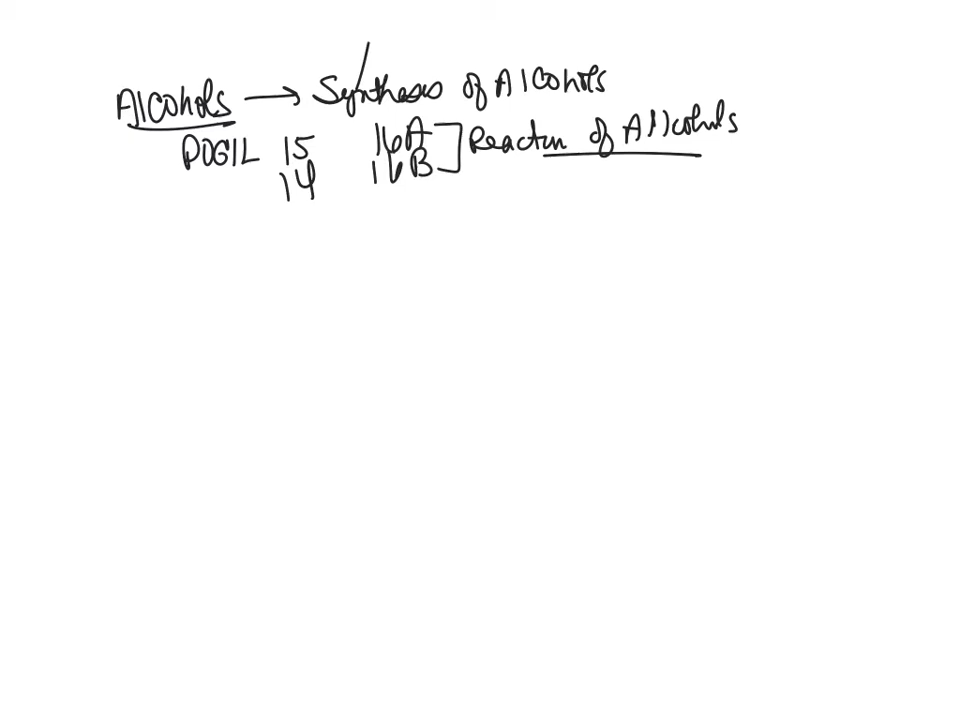 Alcohols → Synthesis of Alcohols
POGIL 15 16A ] Reaction of Alcohols
14 16B